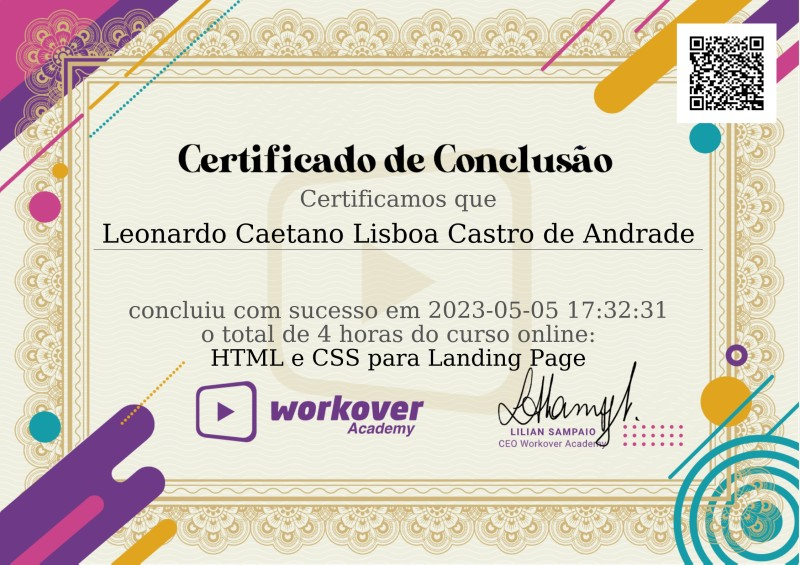 Certificado de Conclusão
Certificamos que
Leonardo Caetano Lisboa Castro de Andrade
concluiu com sucesso em 2023-05-05 17:32:31
o total de 4 horas do curso online:
HTML e CSS para Landing Page
workover
Academy
LILIAN SAMPAIO
CEO Workover Academy